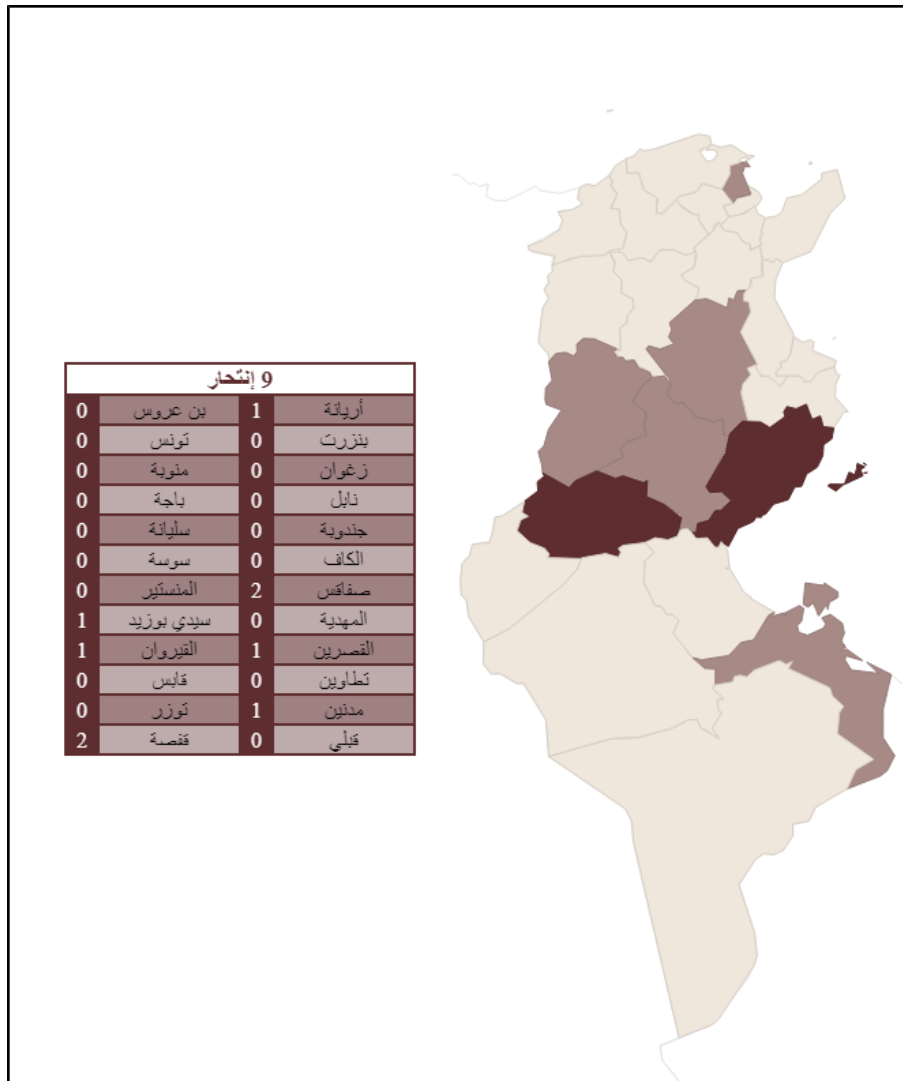 9 إنتحار
أريانة 1 بن عروس 0
بنزرت 0 تونس 0
زغوان 0 منوبة 0
نابل 0 باجة 0
جندوبة 0 سليانة 0
الكاف 0 سوسة 0
صفاقس 2 المنستير 0
المهدية 0 سيدي بوزيد 1
القصرين 1 القيروان 1
تطاوين 0 قابس 0
مدنين 1 توزر 0
قبلي 0 قفصة 2